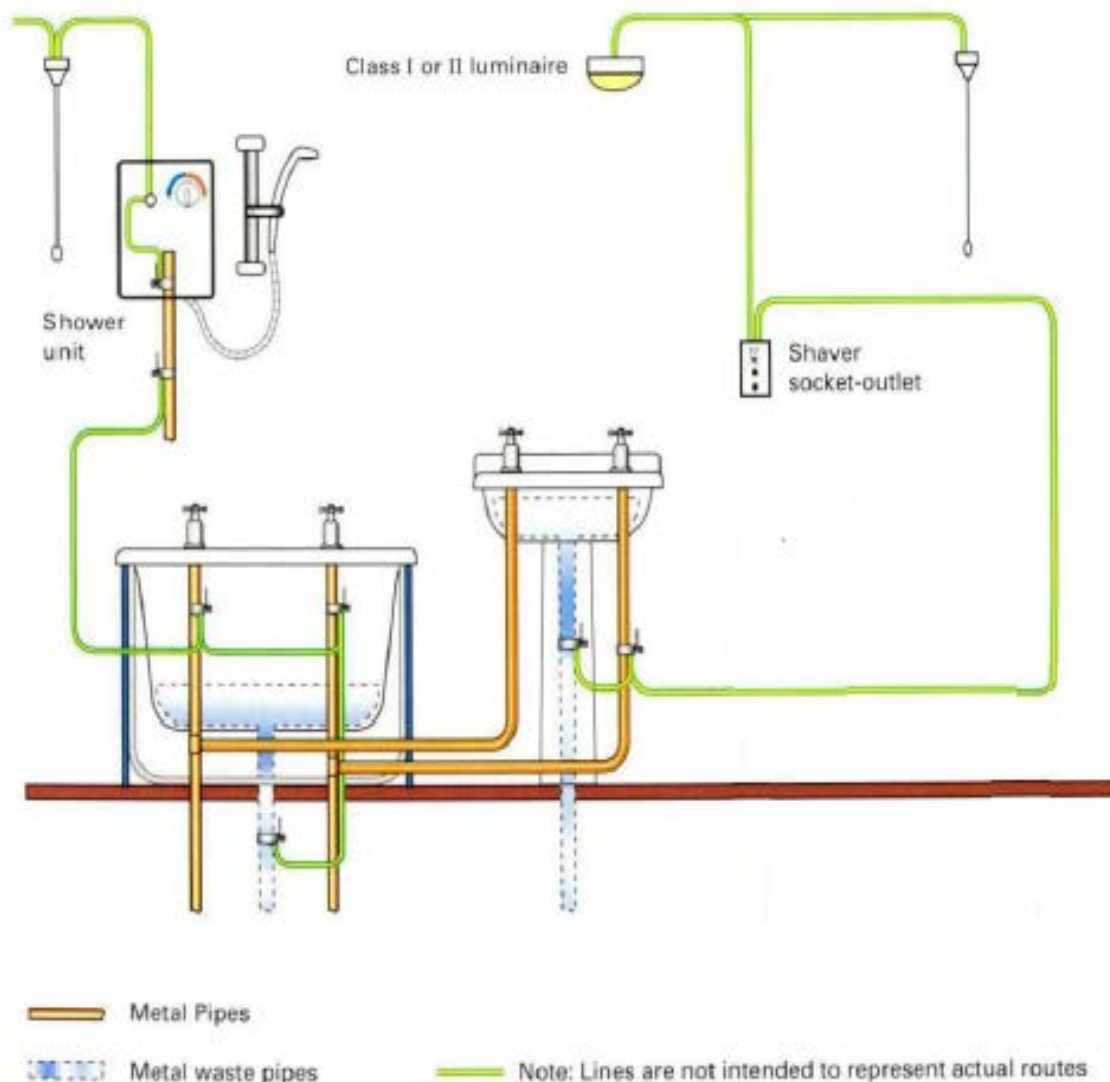 Class I or II luminaire
Shower
unit
Shaver
socket-outlet
Metal Pipes
Metal waste pipes
Note: Lines are not intended to represent actual routes